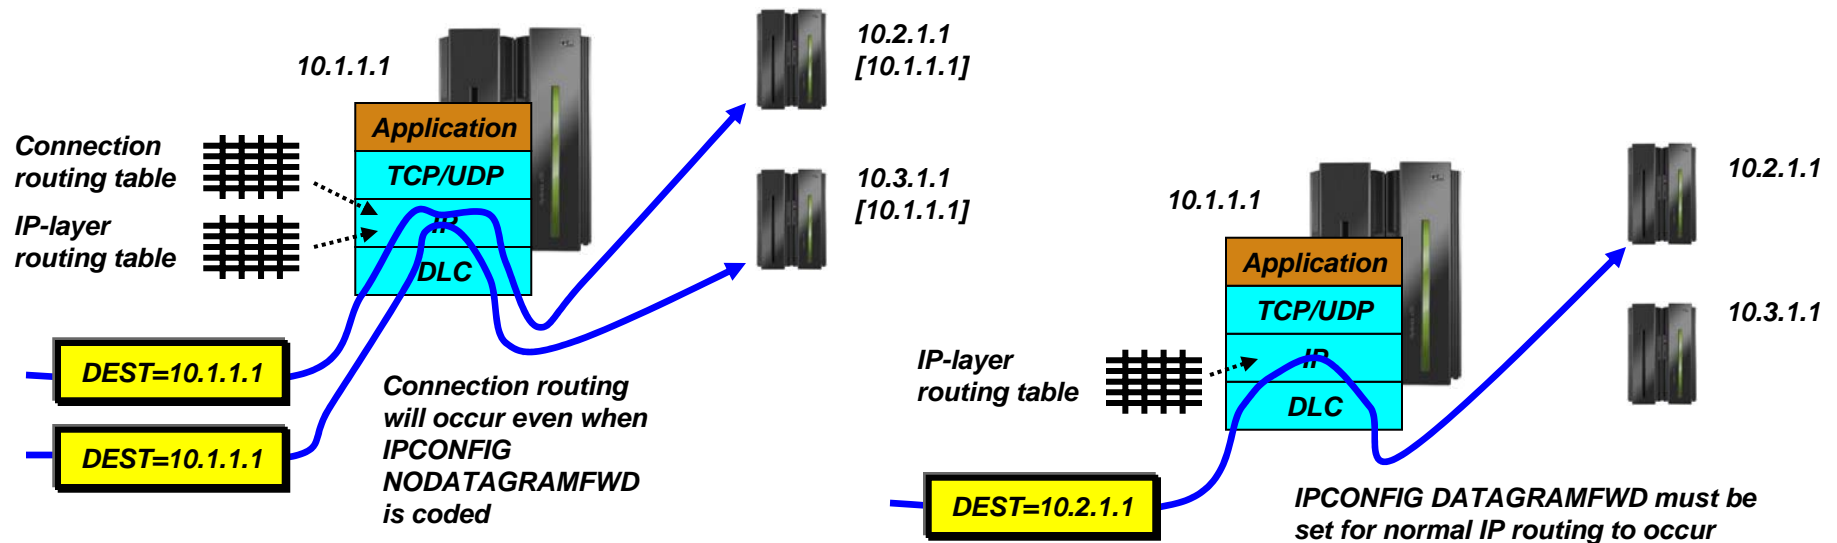 10.1.1.1
10.2.1.1
[10.1.1.1]
Connection
routing table
IP-layer
routing table
Application
TCP/UDP
IP
DLC
10.3.1.1
[10.1.1.1]
DEST=10.1.1.1
DEST=10.1.1.1
Connection routing
will occur even when
IPCONFIG
NODATAGRAMFWD
is coded
10.1.1.1
10.2.1.1
10.3.1.1
Application
TCP/UDP
IP
DLC
IP-layer
routing table
DEST=10.2.1.1
IPCONFIG DATAGRAMFWD must be
set for normal IP routing to occur